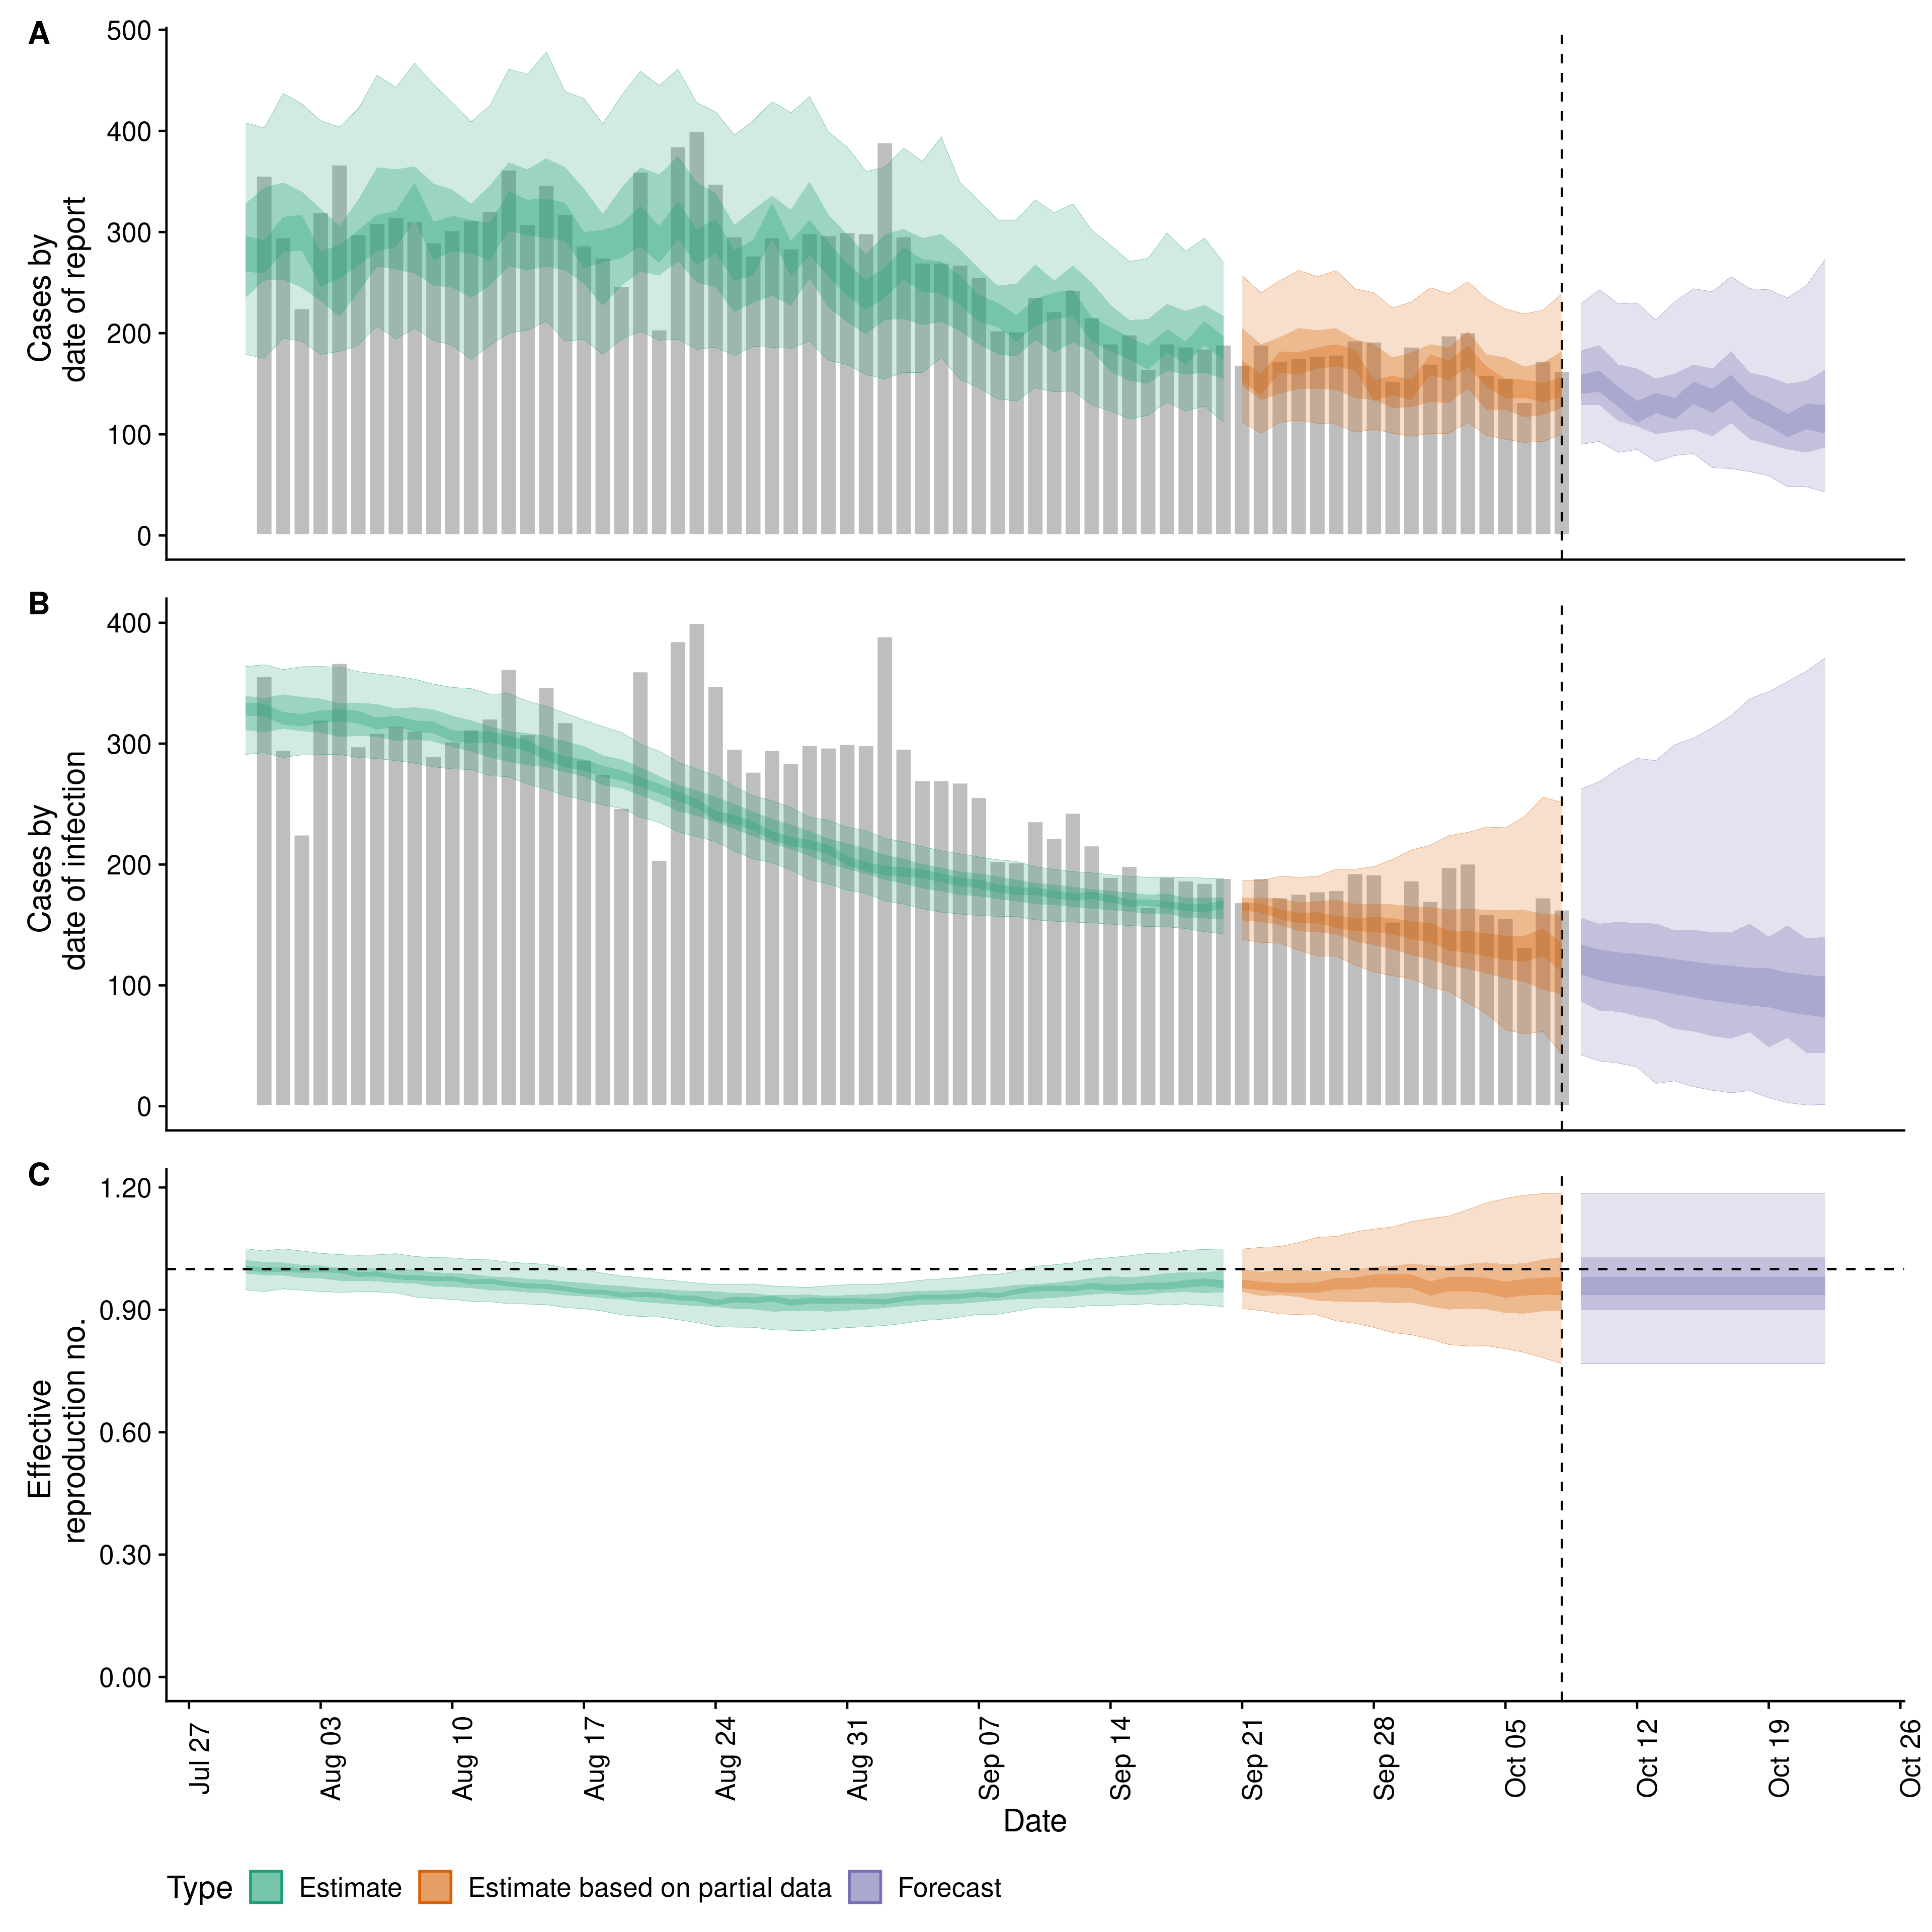 A
500
400
300
200
100
0
Cases by
date of report
B
400
300
200
100
0
Cases by
date of infection
C
1.20
0.90
0.60
0.30
0.00
Effective
reproduction no.
Jul 27
Aug 03
Aug 10
Aug 17
Aug 24
Aug 31
Sep 07
Sep 14
Sep 21
Sep 28
Oct 05
Oct 12
Oct 19
Oct 26
Date
Type Estimate Estimate based on partial data Forecast